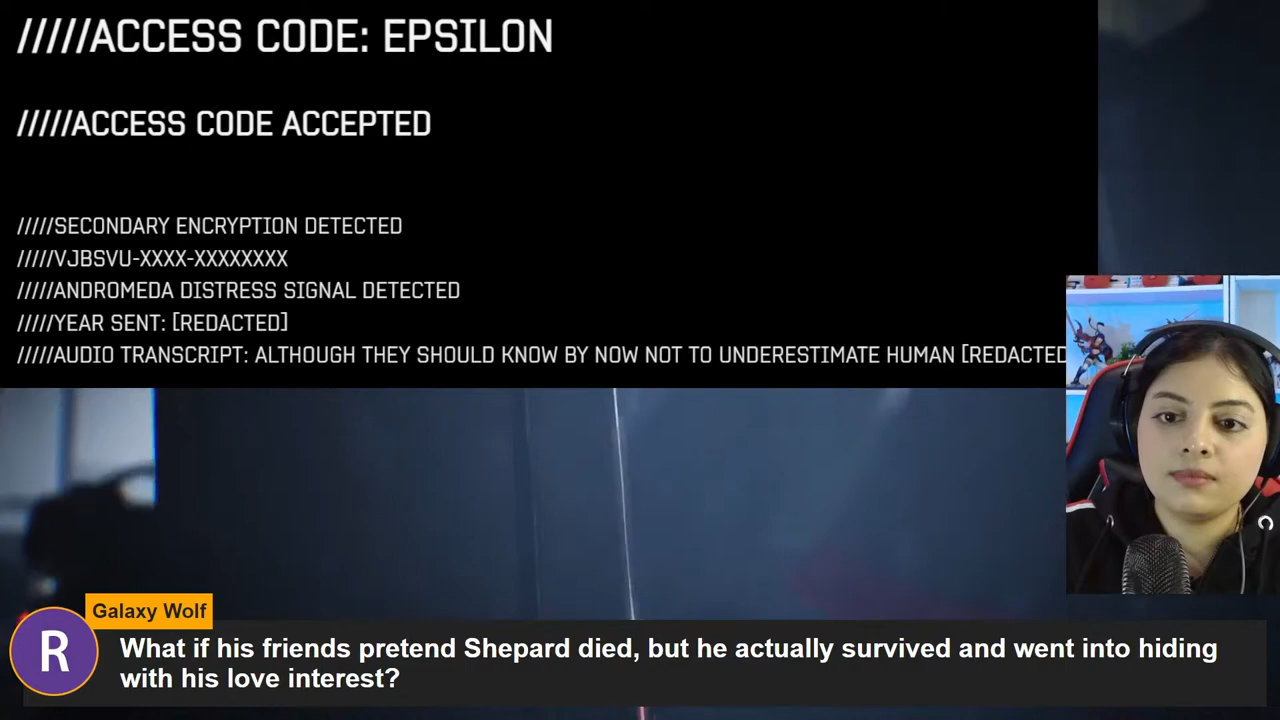 /////ACCESS CODE: EPSILON
/////ACCESS CODE ACCEPTED
/////SECONDARY ENCRYPTION DETECTED
/////VJBSVU-XXXX-XXXXXXXX
/////ANDROMEDA DISTRESS SIGNAL DETECTED
/////YEAR SENT: [REDACTED]
/////AUDIO TRANSCRIPT: ALTHOUGH THEY SHOULD KNOW BY NOW NOT TO UNDERESTIMATE HUMAN [REDACTED
Galaxy Wolf
R
What if his friends pretend Shepard died, but he actually survived and went into hiding
with his love interest?